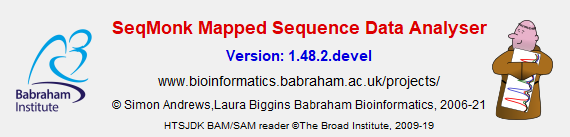 SeqMonk Mapped Sequence Data Analyser
Version: 1.48.2.devel
www.bioinformatics.babraham.ac.uk/projects/
© Simon Andrews,Laura Biggins Babraham Bioinformatics, 2006-21
HTSJDK BAM/SAM reader ©The Broad Institute, 2009-19
Babraham
Institute